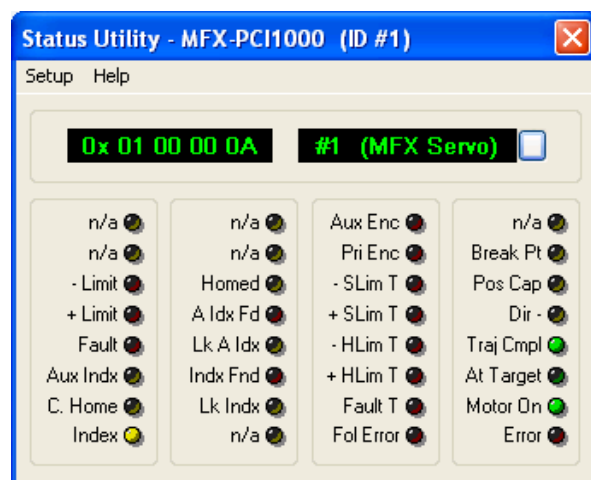 Status Utility - MFX-PCI1000 (ID #1)
Setup Help
0x 01 00 00 0A
#1 (MFX Servo)
n/a
n/a
- Limit
+ Limit
Fault
Aux Indx
C. Home
Index
n/a
n/a
Homed
A Idx Fd
Lk A Idx
Indx Fnd
Lk Indx
n/a
Aux Enc
Pri Enc
- SLim T
+ SLim T
- HLim T
+ HLim T
Fault T
Fol Error
n/a
Break Pt
Pos Cap
Dir -
Traj Cmpl
At Target
Motor On
Error